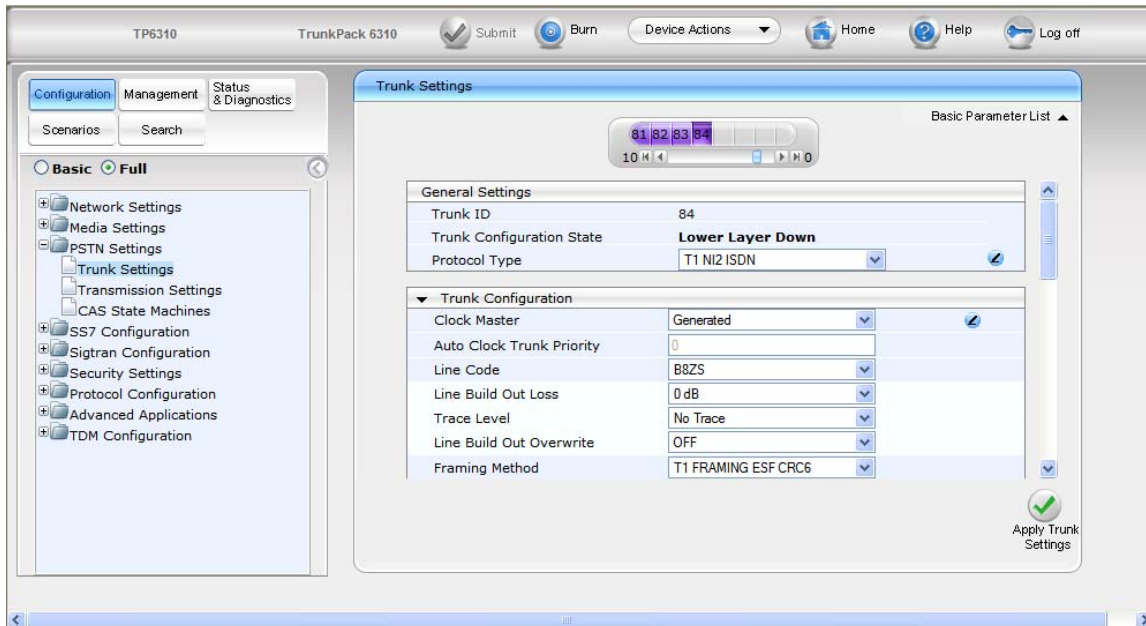 TP6310 TrunkPack 6310 Submit Burn Device Actions Home Help Log off
Configuration Management Status & Diagnostics
Scenarios Search
Basic Full
Network Settings
Media Settings
PSTN Settings
Trunk Settings
Transmission Settings
CAS State Machines
SS7 Configuration
Sigtran Configuration
Security Settings
Protocol Configuration
Advanced Applications
TDM Configuration
Trunk Settings
Basic Parameter List
81 82 83 84
10 0
General Settings
Trunk ID 84
Trunk Configuration State Lower Layer Down
Protocol Type T1 NI2 ISDN
Trunk Configuration
Clock Master Generated
Auto Clock Trunk Priority 0
Line Code B8ZS
Line Build Out Loss 0 dB
Trace Level No Trace
Line Build Out Overwrite OFF
Framing Method T1 FRAMING ESF CRC6
Apply Trunk
Settings